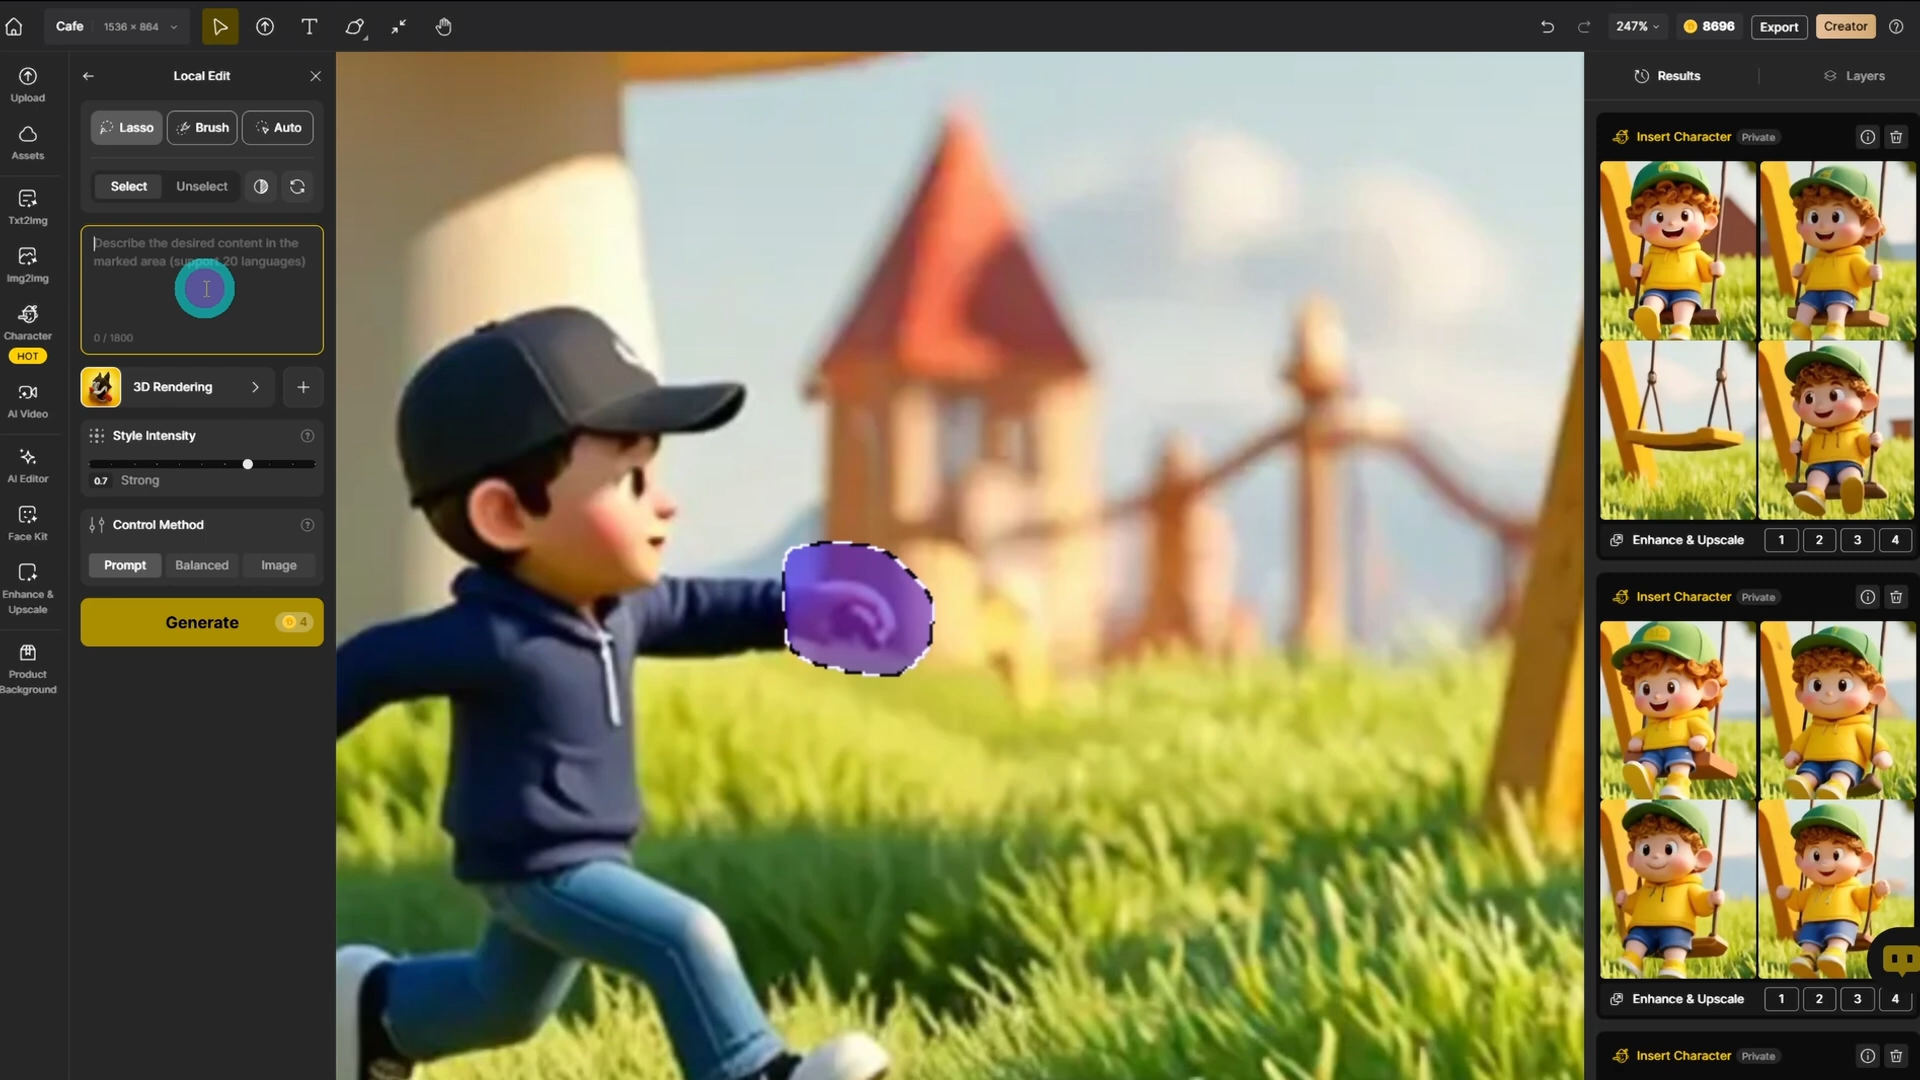 Cafe 1536 × 864
247% 8696 Export Creator
Upload
Assets
Txt2Img
Img2Img
Character
HOT
AI Video
AI Editor
Face Kit
Enhance &
Upscale
Product
Background
Local Edit
Lasso Brush Auto
Select Unselect
Describe the desired content in the
marked area (support 20 languages)
0 / 1800
3D Rendering
Style Intensity
0.7 Strong
Control Method
Prompt Balanced Image
Generate 4
Results Layers
Insert Character Private
Enhance & Upscale 1 2 3 4
Insert Character Private
Enhance & Upscale 1 2 3 4
Insert Character Private